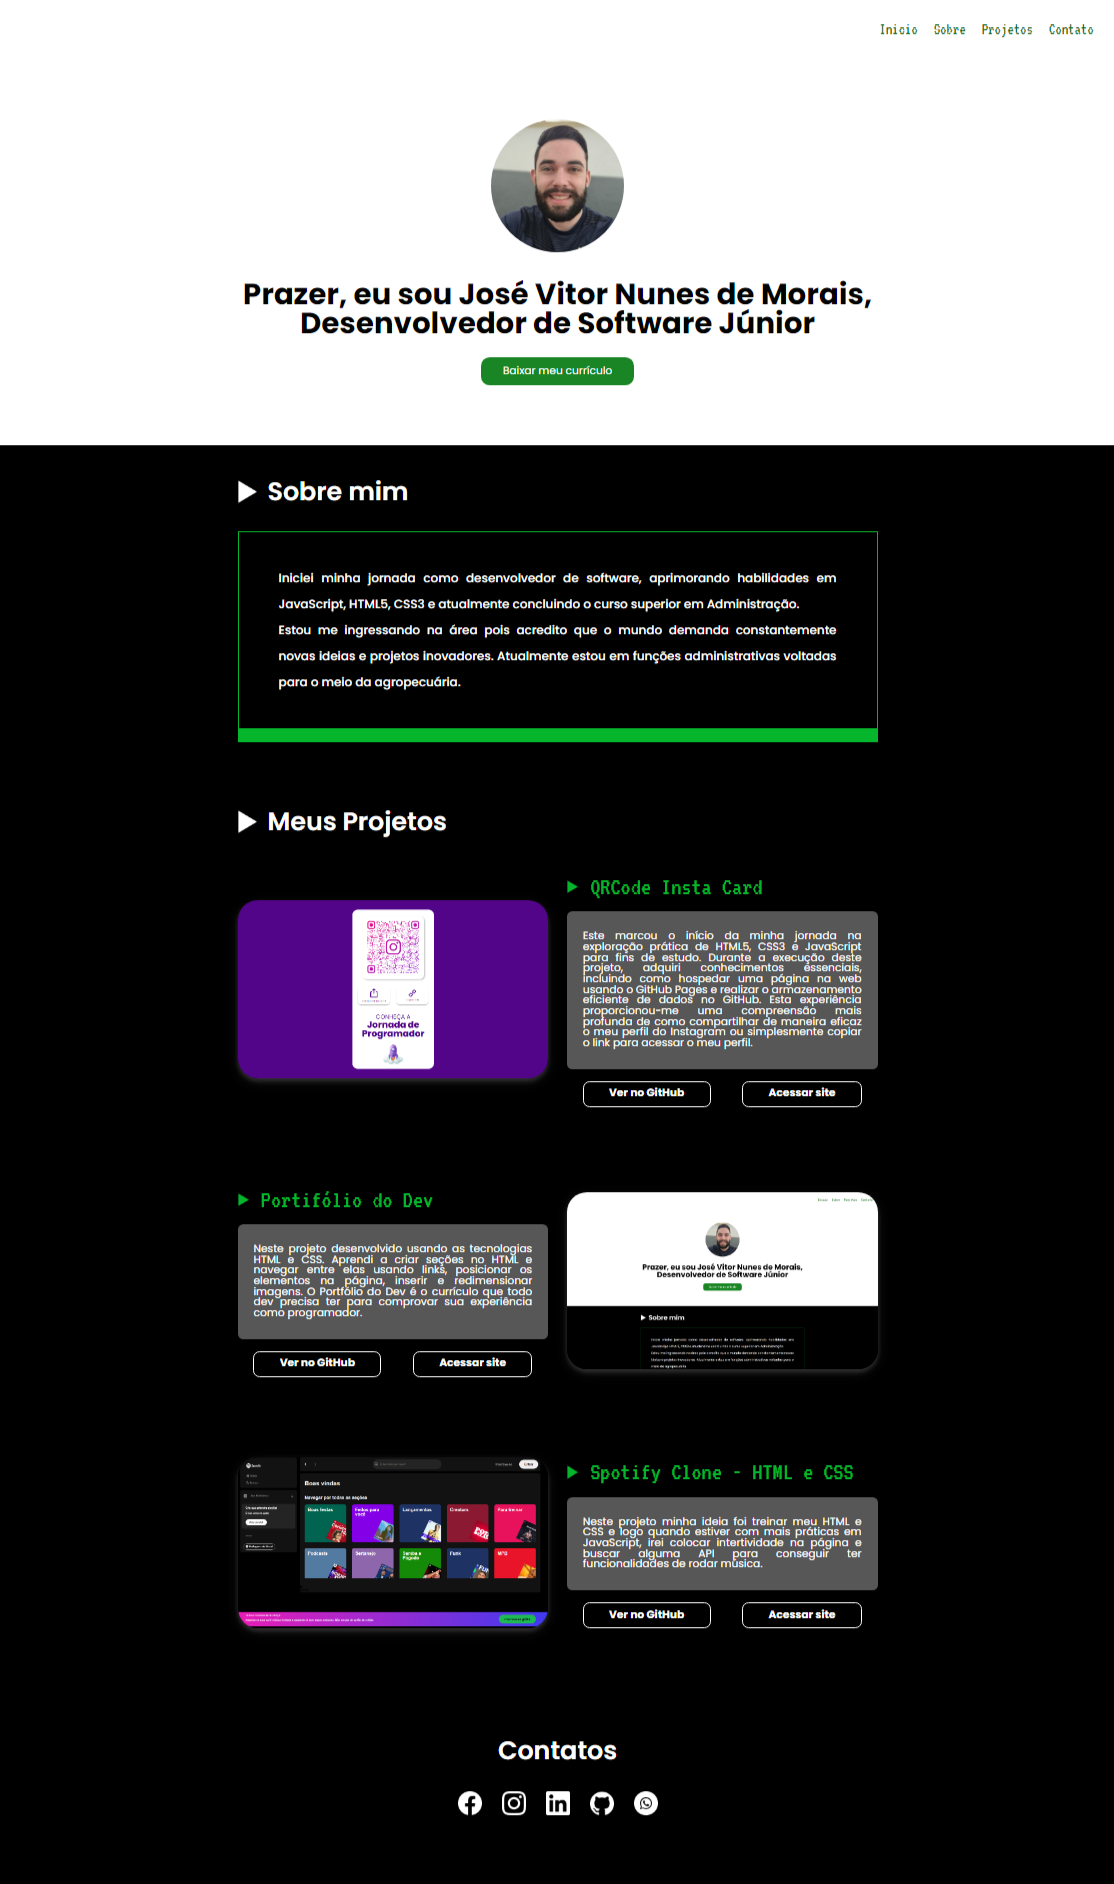 Inicio Sobre Projetos Contato
Prazer, eu sou José Vitor Nunes de Morais,
Desenvolvedor de Software Júnior
Baixar meu currículo
Sobre mim
Iniciei minha jornada como desenvolvedor de software, aprimorando habilidades em
JavaScript, HTML5, CSS3 e atualmente concluindo o curso superior em Administração.
Estou me ingressando na área pois acredito que o mundo demanda constantemente
novas ideias e projetos inovadores. Atualmente estou em funções administrativas voltadas
para o meio da agropecuária.
Meus Projetos
CONHEÇA A
Jornada de
Programador
QRCode Insta Card
Este marcou o início da minha jornada na
exploração prática de HTML5, CSS3 e JavaScript
para fins de estudo. Durante a execução deste
projeto, adquiri conhecimentos essenciais,
incluindo como hospedar uma página na web
usando o GitHub Pages e realizar o armazenamento
eficiente de dados no GitHub. Esta experiência
proporcionou-me uma compreensão mais
profunda de como compartilhar de maneira eficaz
o meu perfil do Instagram ou simplesmente copiar
o link para acessar o meu perfil.
Ver no GitHub Acessar site
Portifólio do Dev
Neste projeto desenvolvido usando as tecnologias
HTML e CSS. Aprendi a criar seções no HTML e
navegar entre elas usando links, posicionar os
elementos na página, inserir e redimensionar
imagens. O Portfólio do Dev é o currículo que todo
dev precisa ter para comprovar sua experiência
como programador.
Ver no GitHub Acessar site
Prazer, eu sou José Vitor Nunes de Morais,
Desenvolvedor de Software Júnior
Sobre mim
Boas vindas
Navegar por todas as seções
Boas festas Feitos para você Lançamentos Creators Para treinar
Podcasts Sertanejo Samba e Pagode Funk MPB
Spotify Clone - HTML e CSS
Neste projeto minha ideia foi treinar meu HTML e
CSS e logo quando estiver com mais práticas em
JavaScript, irei colocar intertividade na página e
buscar alguma API para conseguir ter
funcionalidades de rodar música.
Ver no GitHub Acessar site
Contatos